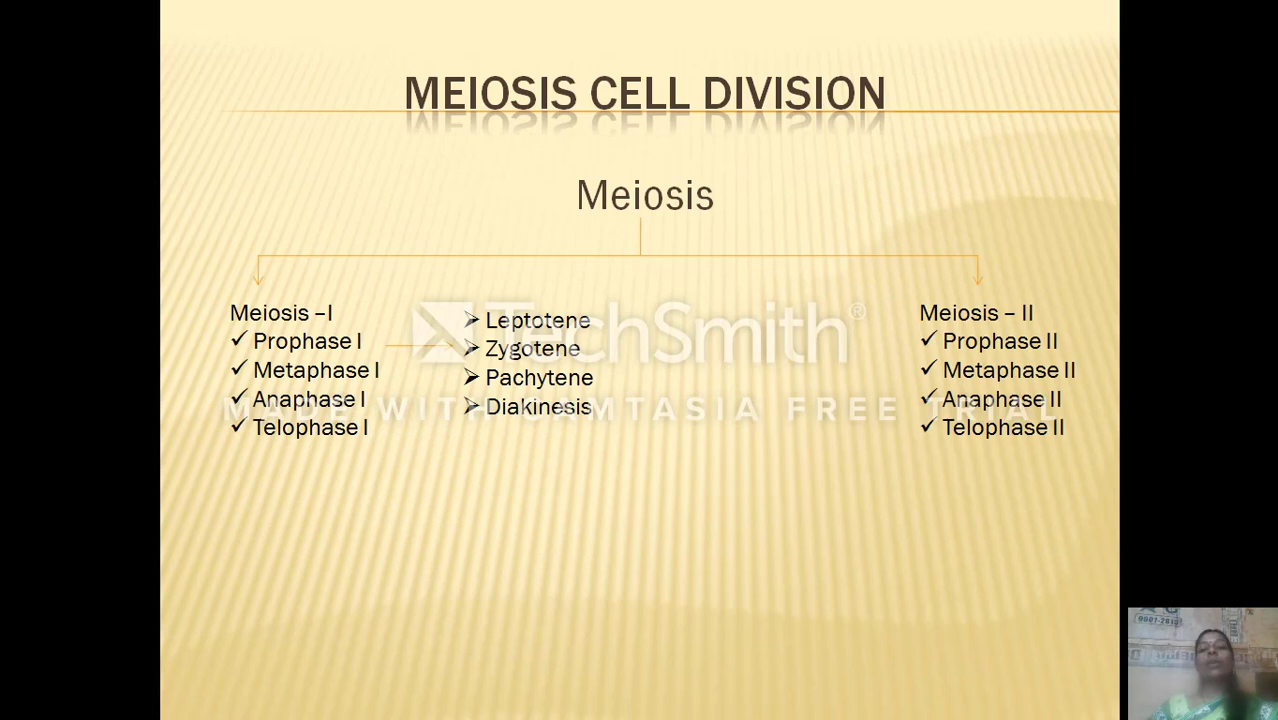 MEIOSIS CELL DIVISION
Meiosis
Meiosis –I
✓ Prophase I
✓ Metaphase I
✓ Anaphase I
✓ Telophase I
➢ Leptotene
➢ Zygotene
➢ Pachytene
➢ Diakinesis
Meiosis – II
✓ Prophase II
✓ Metaphase II
✓ Anaphase II
✓ Telophase II
TechSmith®
MADE WITH CAMTASIA FREE TRIAL